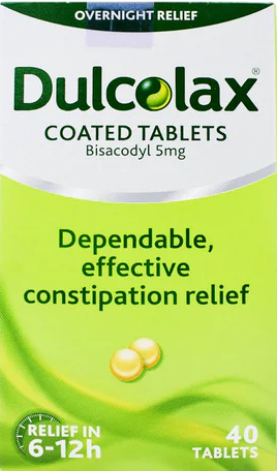 OVERNIGHT RELIEF
Dulcolax®
COATED TABLETS
Bisacodyl 5mg
Dependable,
effective
constipation relief
RELIEF IN
6-12h
40
TABLETS